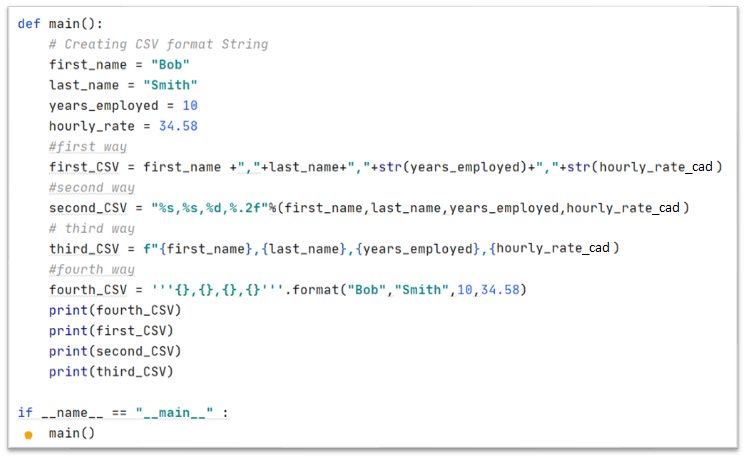 def main():
# Creating CSV format String
first_name = "Bob"
last_name = "Smith"
years_employed = 10
hourly_rate = 34.58
#first way
first_CSV = first_name +","+last_name+","+str(years_employed)+","+str(hourly_rate_cad )
#second way
second_CSV = "%s,%s,%d,%.2f"%(first_name,last_name,years_employed,hourly_rate_cad )
# third way
third_CSV = f"{first_name},{last_name},{years_employed},{hourly_rate_cad )
#fourth way
fourth_CSV = '''{},{},{},{}'''.format("Bob","Smith",10,34.58)
print(fourth_CSV)
print(first_CSV)
print(second_CSV)
print(third_CSV)
if __name__ == "__main__" :
main()